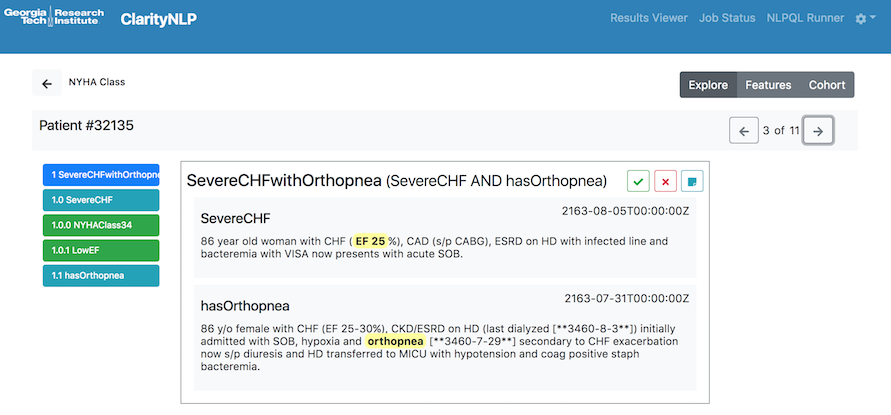 Georgia Tech Research Institute ClarityNLP Results Viewer Job Status NLPQL Runner
NYHA Class Explore Features Cohort
Patient #32135 3 of 11
1 SevereCHFwithOrthopne
1.0 SevereCHF
1.0.0 NYHAClass34
1.0.1 LowEF
1.1 hasOrthopnea
SevereCHFwithOrthopnea (SevereCHF AND hasOrthopnea)
SevereCHF 2163-08-05T00:00:00Z
86 year old woman with CHF ( EF 25 %), CAD (s/p CABG), ESRD on HD with infected line and
bacteremia with VISA now presents with acute SOB.
hasOrthopnea 2163-07-31T00:00:00Z
86 y/o female with CHF (EF 25-30%), CKD/ESRD on HD (last dialyzed [**3460-8-3**]) initially
admitted with SOB, hypoxia and orthopnea [**3460-7-29**] secondary to CHF exacerbation
now s/p diuresis and HD transferred to MICU with hypotension and coag positive staph
bacteremia.